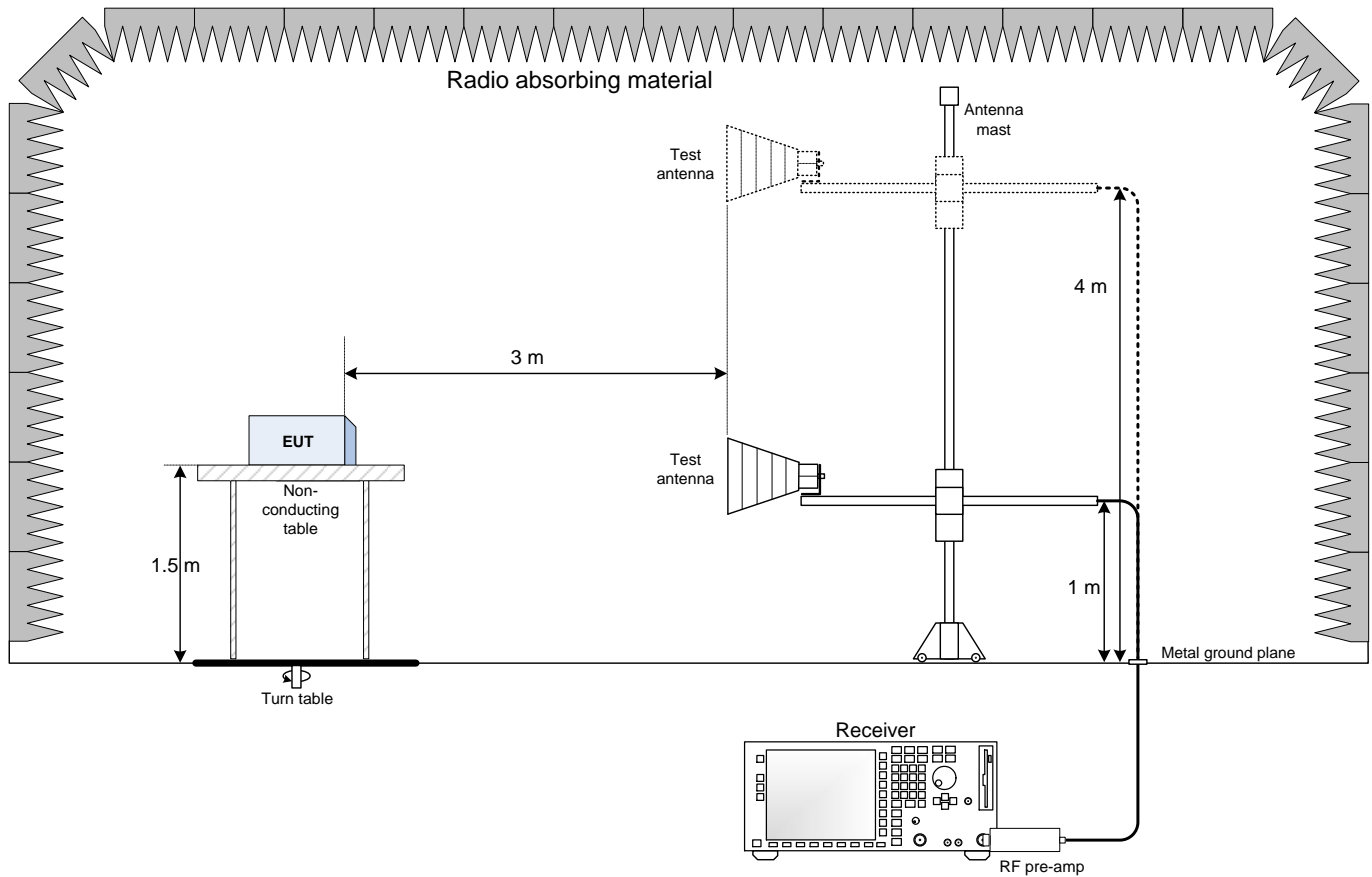 Radio absorbing material
Antenna
mast
Test
antenna
4 m
3 m
EUT
Test
antenna
Non-
conducting
table
1.5 m
1 m
Metal ground plane
Turn table
Receiver
RF pre-amp